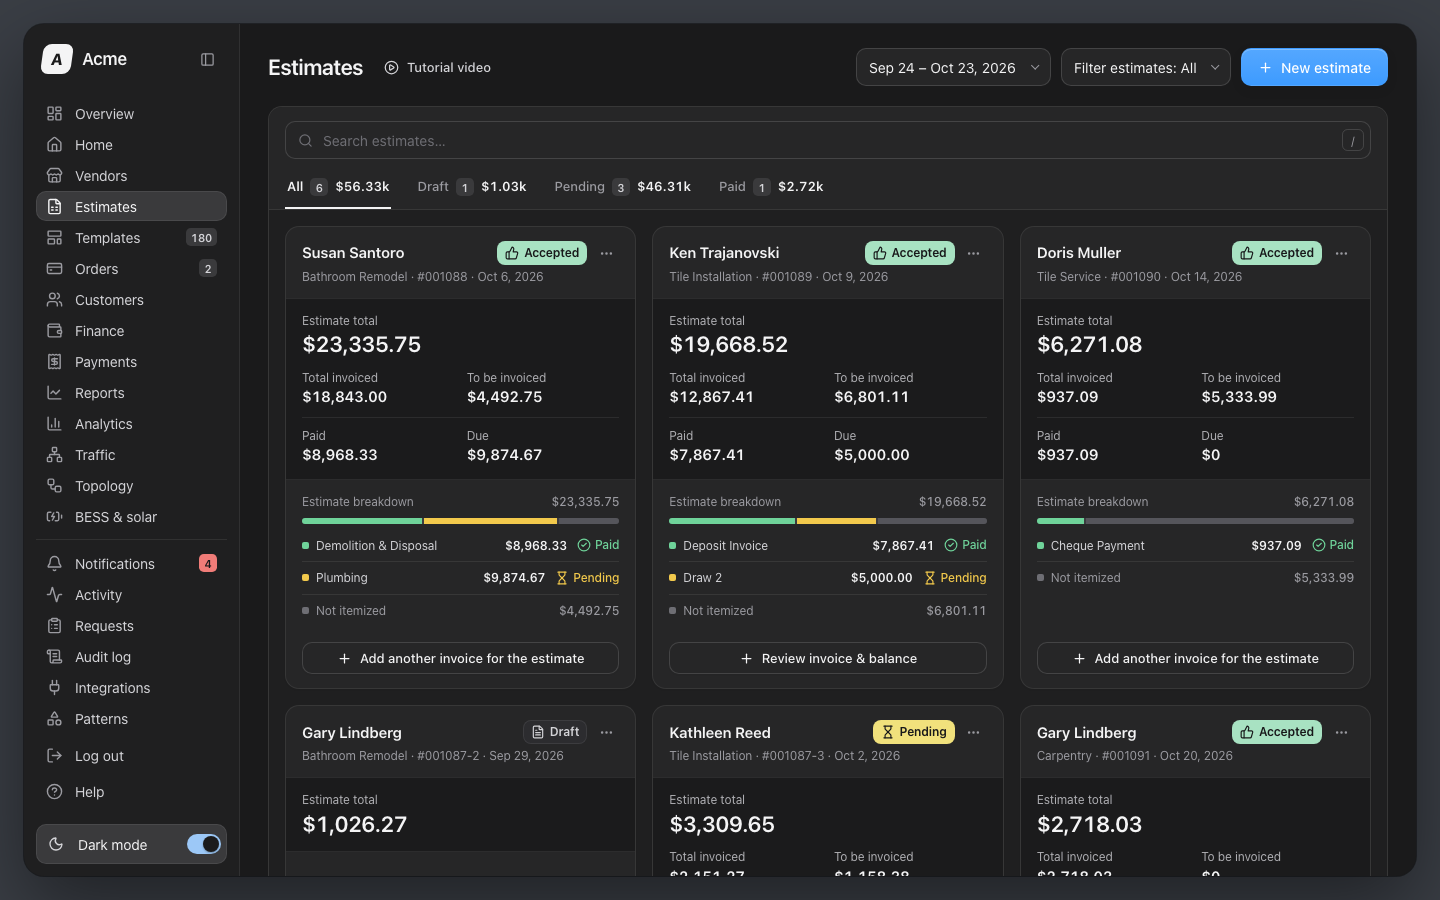 A Acme
Overview
Home
Vendors
Estimates
Templates 180
Orders 2
Customers
Finance
Payments
Reports
Analytics
Traffic
Topology
BESS & solar
Notifications 4
Activity
Requests
Audit log
Integrations
Patterns
Log out
Help
Dark mode
Estimates Tutorial video Sep 24 – Oct 23, 2026 Filter estimates: All + New estimate
Search estimates... /
All 6 $56.33k Draft 1 $1.03k Pending 3 $46.31k Paid 1 $2.72k
Susan Santoro Accepted
Bathroom Remodel · #001088 · Oct 6, 2026
Estimate total
$23,335.75
Total invoiced To be invoiced
$18,843.00 $4,492.75
Paid Due
$8,968.33 $9,874.67
Estimate breakdown $23,335.75
Demolition & Disposal $8,968.33 Paid
Plumbing $9,874.67 Pending
Not itemized $4,492.75
+ Add another invoice for the estimate
Ken Trajanovski Accepted
Tile Installation · #001089 · Oct 9, 2026
Estimate total
$19,668.52
Total invoiced To be invoiced
$12,867.41 $6,801.11
Paid Due
$7,867.41 $5,000.00
Estimate breakdown $19,668.52
Deposit Invoice $7,867.41 Paid
Draw 2 $5,000.00 Pending
Not itemized $6,801.11
+ Review invoice & balance
Doris Muller Accepted
Tile Service · #001090 · Oct 14, 2026
Estimate total
$6,271.08
Total invoiced To be invoiced
$937.09 $5,333.99
Paid Due
$937.09 $0
Estimate breakdown $6,271.08
Cheque Payment $937.09 Paid
Not itemized $5,333.99
+ Add another invoice for the estimate
Gary Lindberg Draft
Bathroom Remodel · #001087-2 · Sep 29, 2026
Estimate total
$1,026.27
Kathleen Reed Pending
Tile Installation · #001087-3 · Oct 2, 2026
Estimate total
$3,309.65
Total invoiced To be invoiced
$2,151.27 $1,158.38
Gary Lindberg Accepted
Carpentry · #001091 · Oct 20, 2026
Estimate total
$2,718.03
Total invoiced To be invoiced
$2,718.03 $0